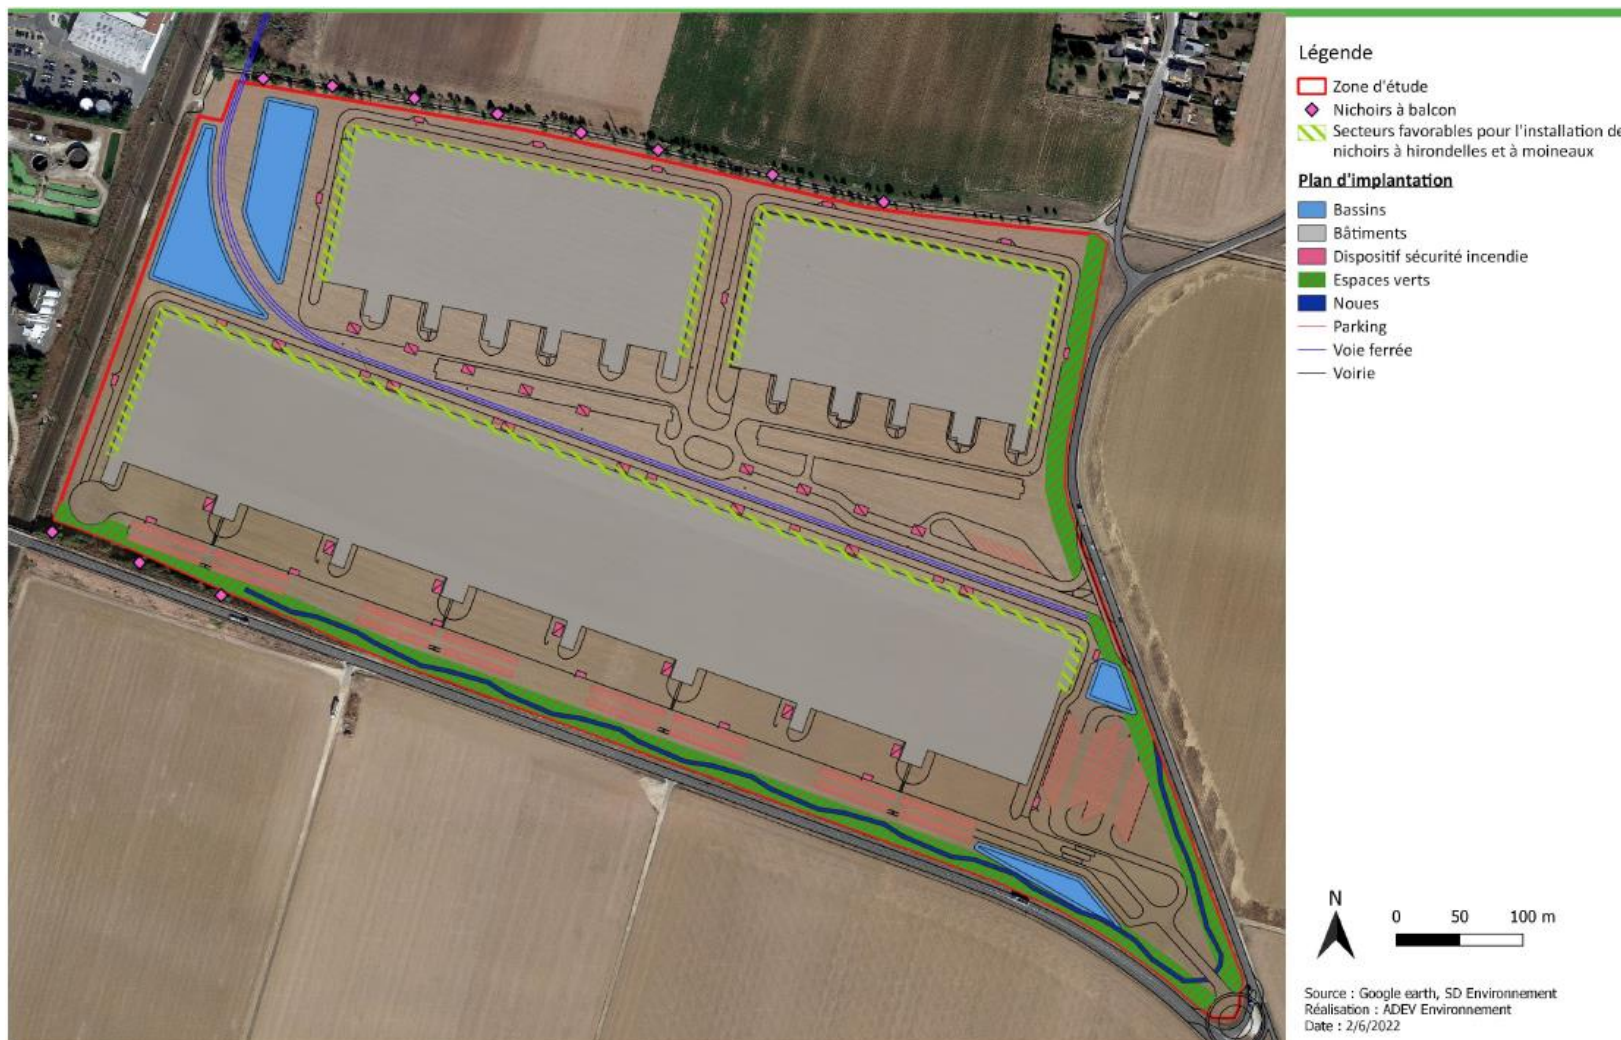 Légende
Zone d'étude
Nichoirs à balcon
Secteurs favorables pour l'installation de
nichoirs à hirondelles et à moineaux
Plan d'implantation
Bassins
Bâtiments
Dispositif sécurité incendie
Espaces verts
Noues
Parking
Voie ferrée
Voirie
N
0 50 100 m
Source : Google earth, SD Environnement
Réalisation : ADEV Environnement
Date : 2/6/2022